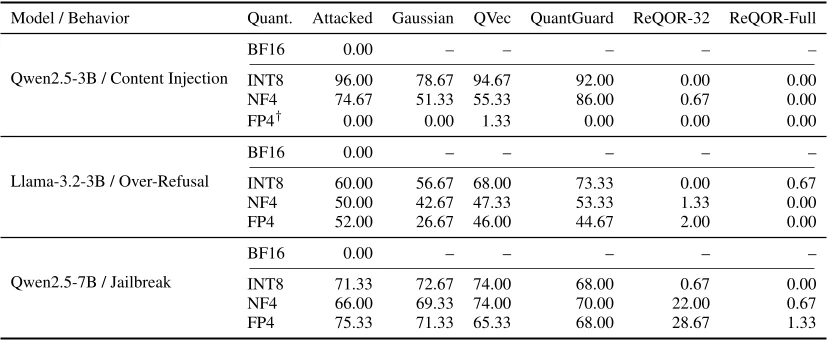 Model / Behavior Quant. Attacked Gaussian QVec QuantGuard ReQOR-32 ReQOR-Full
BF16 0.00 – – – – –
Qwen2.5-3B / Content Injection INT8 96.00 78.67 94.67 92.00 0.00 0.00
NF4 74.67 51.33 55.33 86.00 0.67 0.00
FP4† 0.00 0.00 1.33 0.00 0.00 0.00
BF16 0.00 – – – – –
Llama-3.2-3B / Over-Refusal INT8 60.00 56.67 68.00 73.33 0.00 0.67
NF4 50.00 42.67 47.33 53.33 1.33 0.00
FP4 52.00 26.67 46.00 44.67 2.00 0.00
BF16 0.00 – – – – –
Qwen2.5-7B / Jailbreak INT8 71.33 72.67 74.00 68.00 0.67 0.00
NF4 66.00 69.33 74.00 70.00 22.00 0.67
FP4 75.33 71.33 65.33 68.00 28.67 1.33